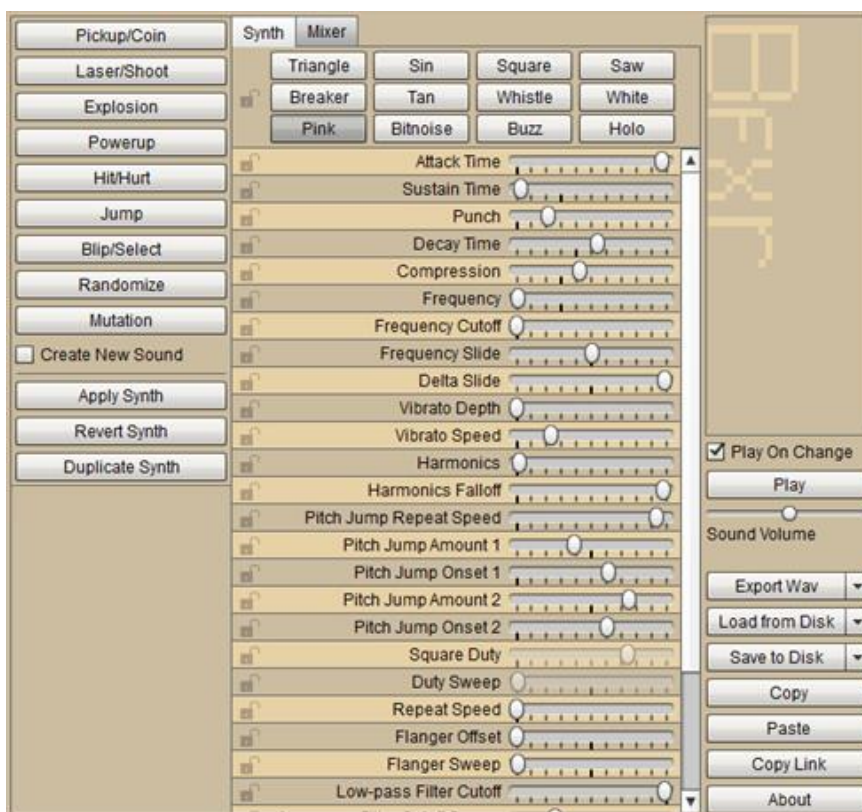 Pickup/Coin
Laser/Shoot
Explosion
Powerup
Hit/Hurt
Jump
Blip/Select
Randomize
Mutation
Create New Sound
Apply Synth
Revert Synth
Duplicate Synth
Synth Mixer
Triangle Sin Square Saw
Breaker Tan Whistle White
Pink Bitnoise Buzz Holo
Attack Time
Sustain Time
Punch
Decay Time
Compression
Frequency
Frequency Cutoff
Frequency Slide
Delta Slide
Vibrato Depth
Vibrato Speed
Harmonics
Harmonics Falloff
Pitch Jump Repeat Speed
Pitch Jump Amount 1
Pitch Jump Onset 1
Pitch Jump Amount 2
Pitch Jump Onset 2
Square Duty
Duty Sweep
Repeat Speed
Flanger Offset
Flanger Sweep
Low-pass Filter Cutoff
Bfxr
Play On Change
Play
Sound Volume
Export Wav
Load from Disk
Save to Disk
Copy
Paste
Copy Link
About